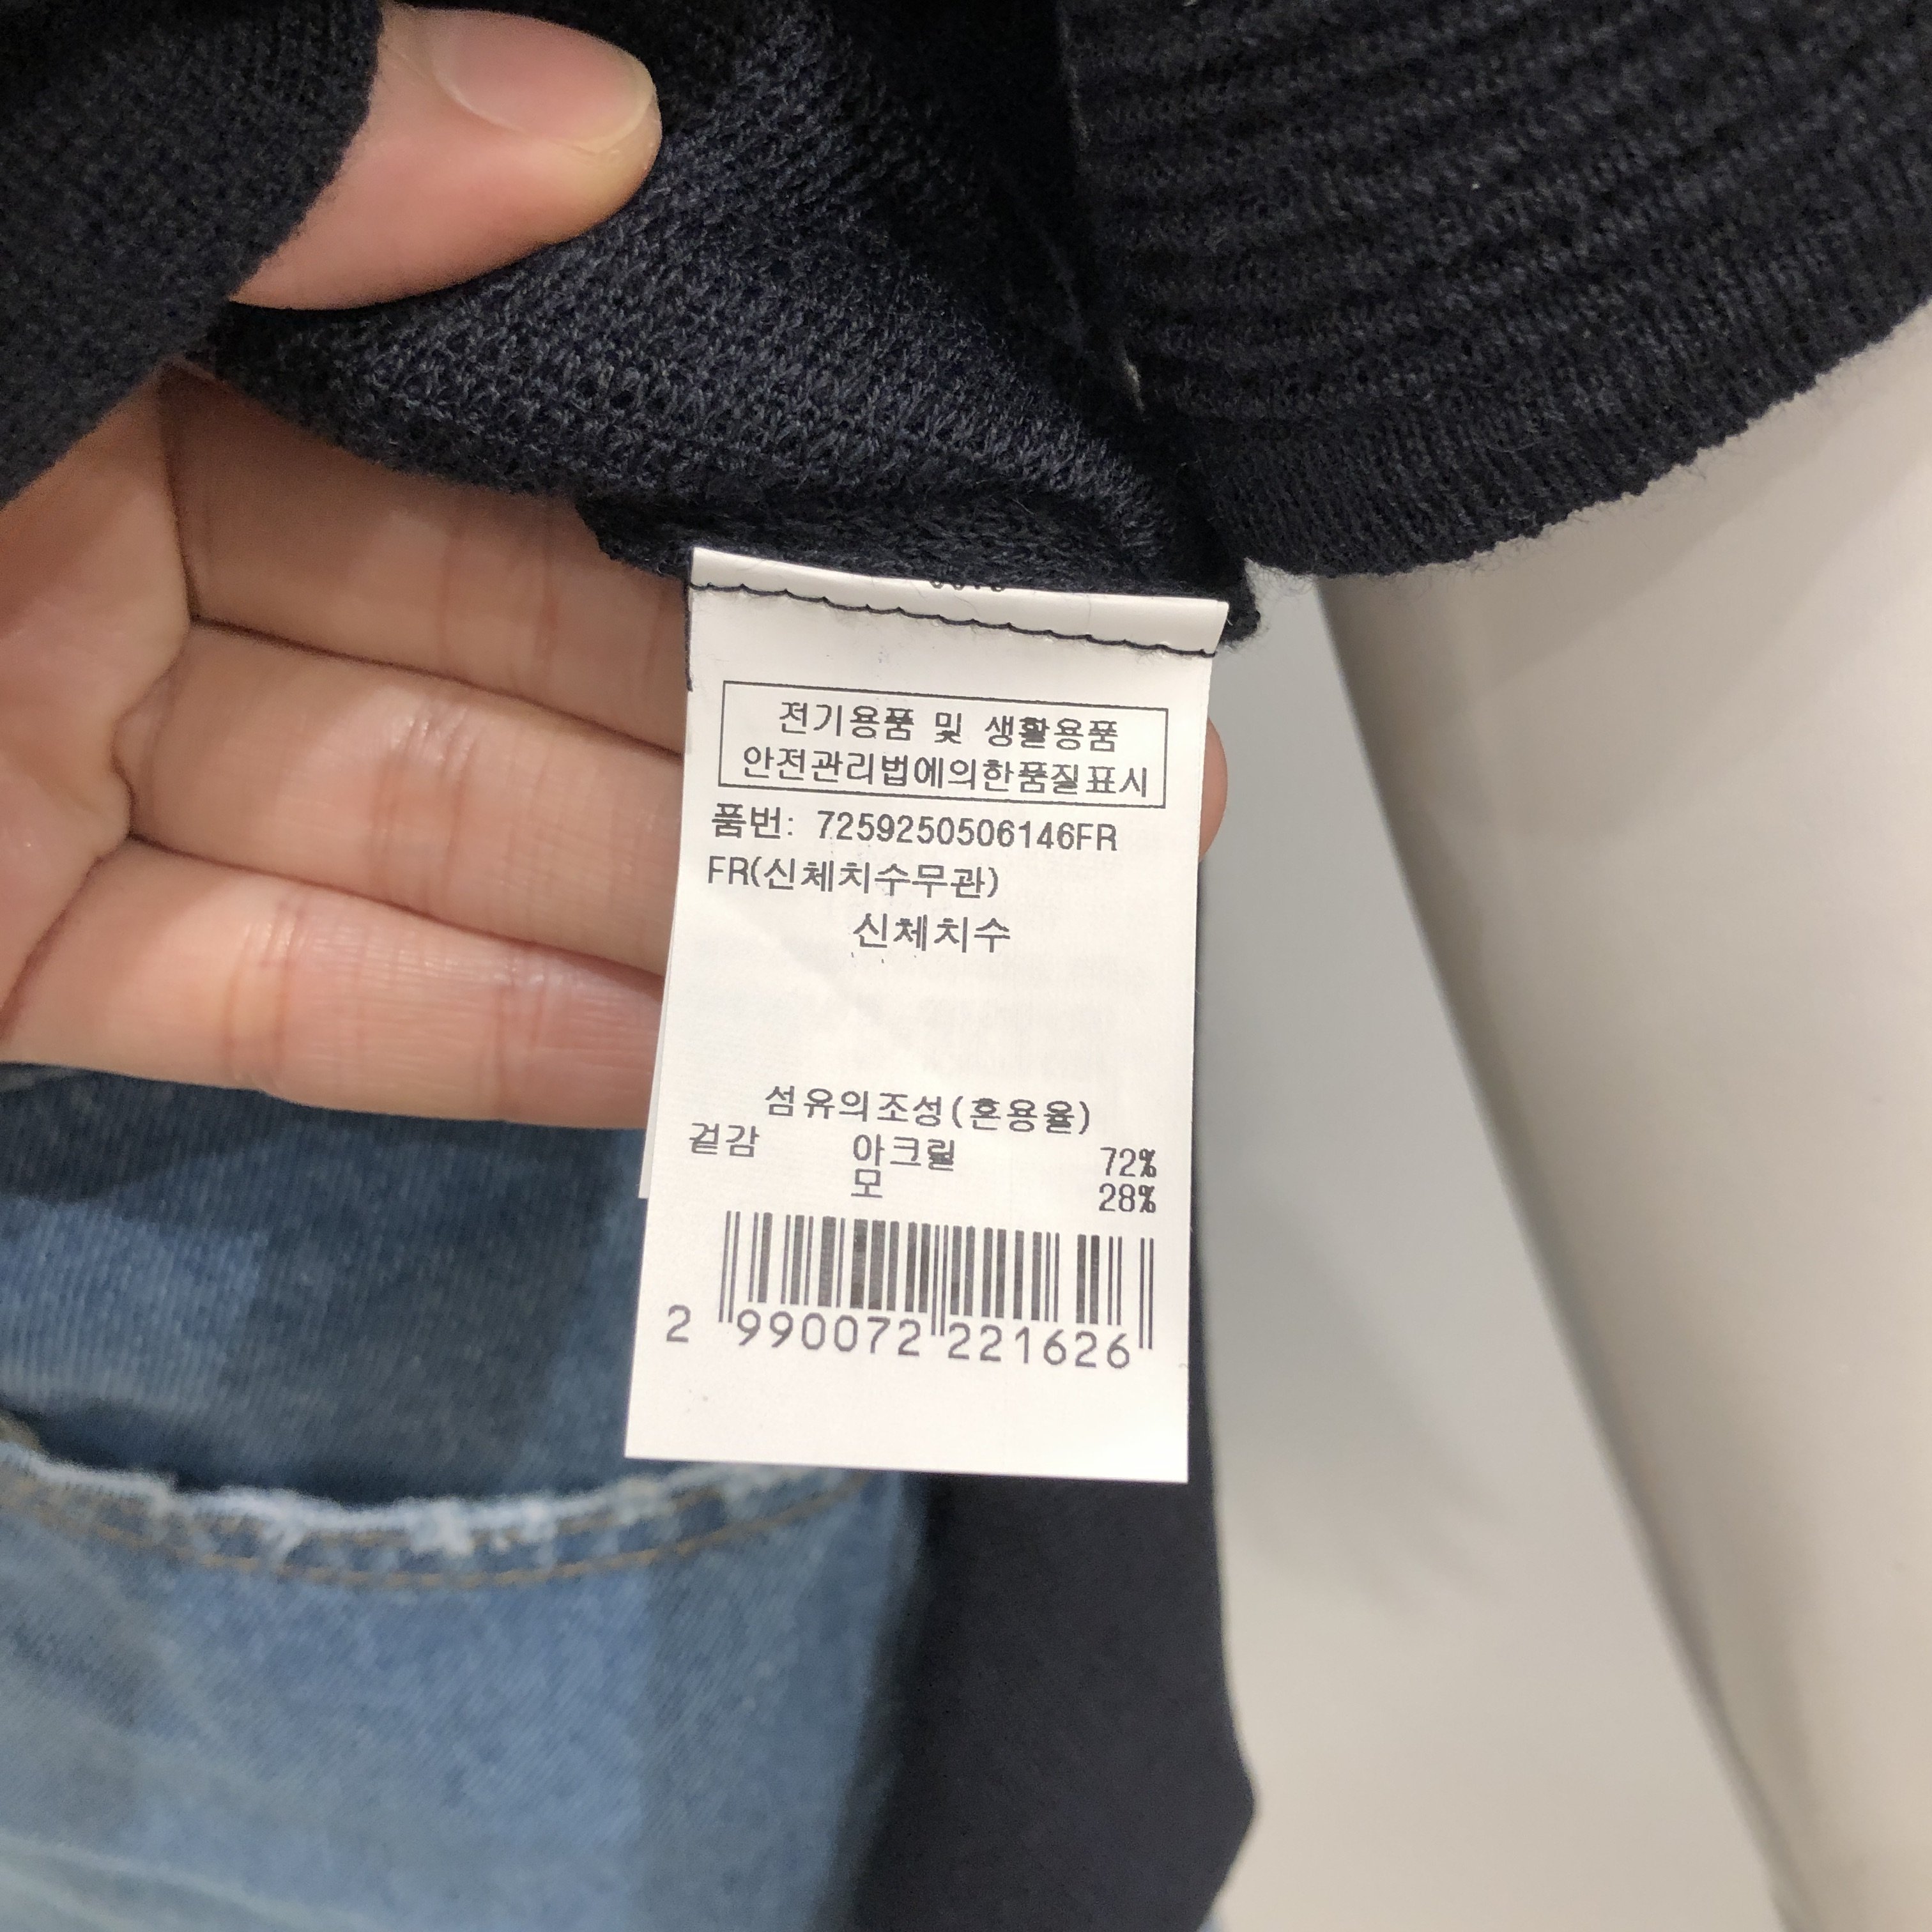 전기용품 및 생활용품
안전관리법에의한품질표시
품번: 7259250506146FR
FR(신체치수무관)
신체치수
섬유의조성(혼용율)
겉감 아크릴 72%
모 28%
2 990072 221626